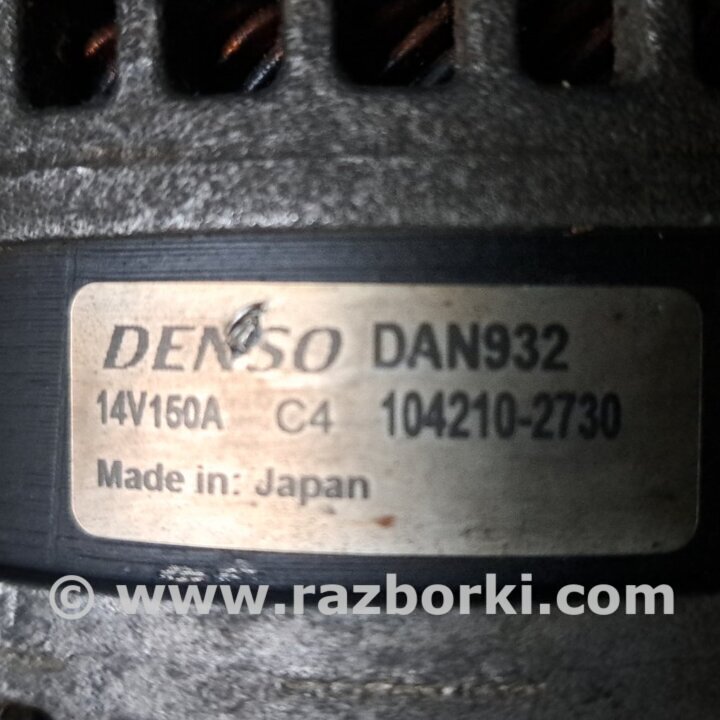 DENSO DAN932
14V150A C4 104210-2730
Made in: Japan
© www.razborki.com